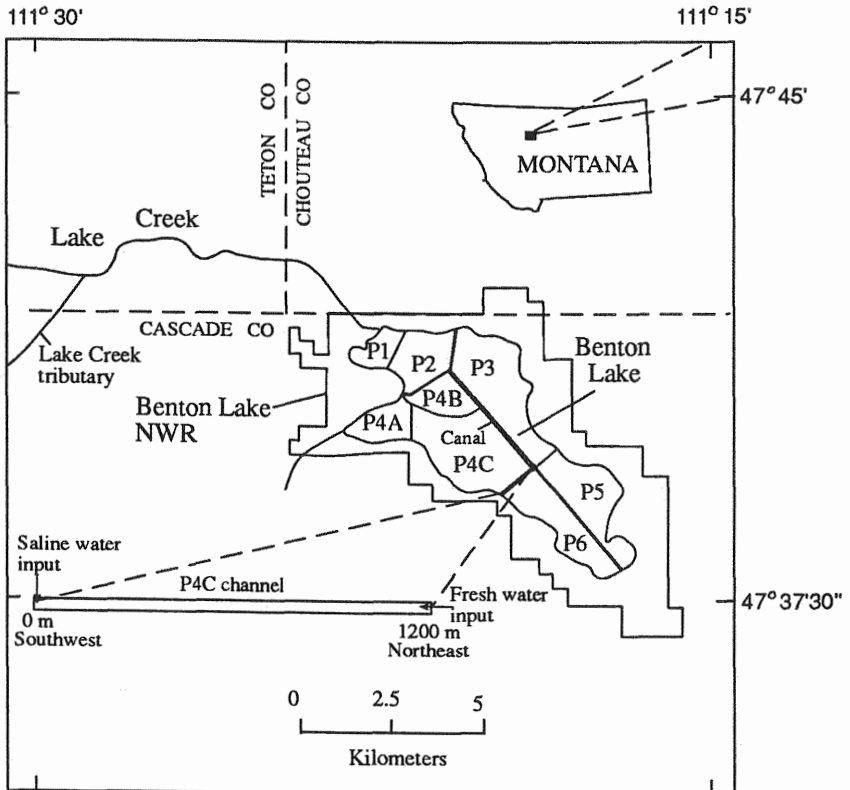 111° 30'
111° 15'
47° 45'
TETON CO
CHOUTEAU CO
MONTANA
Lake Creek
CASCADE CO
Lake Creek
tributary
Benton
Lake
P1
P2
P3
Benton Lake
NWR
P4B
P4A
Canal
P4C
P5
P6
Saline water
input
P4C channel
Fresh water
input
47° 37'30"
0 m
Southwest
1200 m
Northeast
0 2.5 5
Kilometers